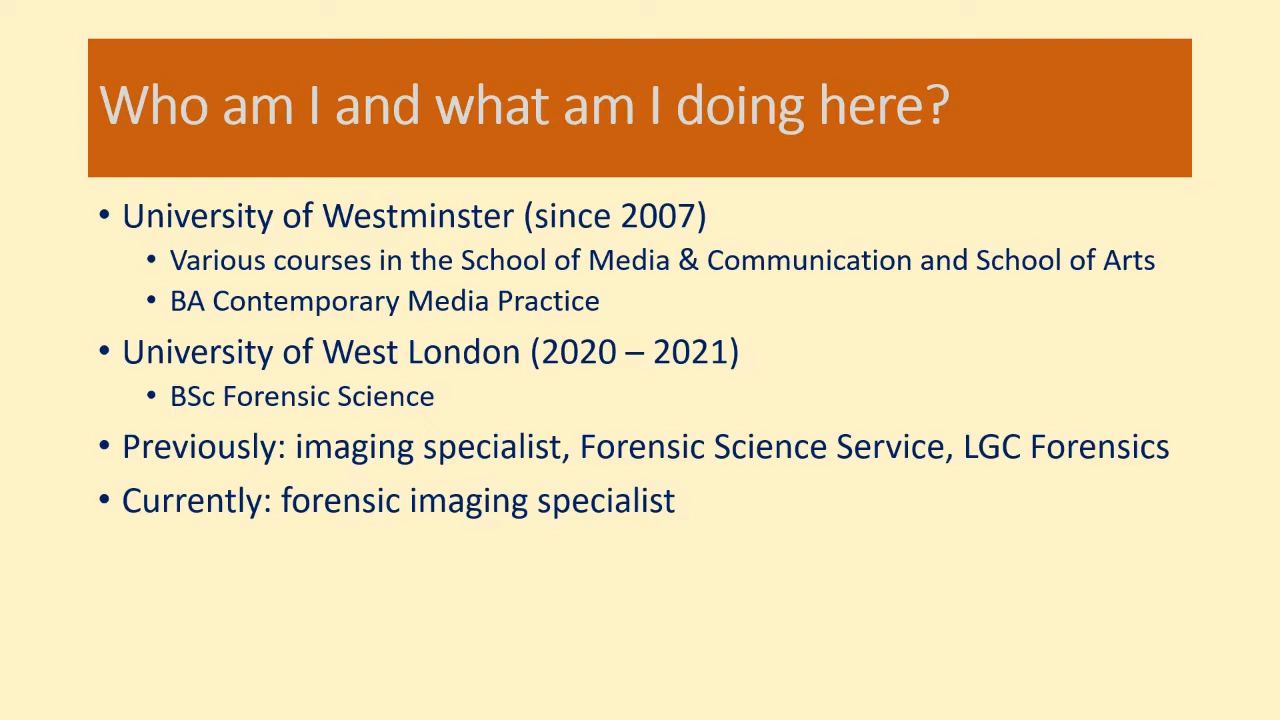 Who am I and what am I doing here?
• University of Westminster (since 2007)
• Various courses in the School of Media & Communication and School of Arts
• BA Contemporary Media Practice
• University of West London (2020 – 2021)
• BSc Forensic Science
• Previously: imaging specialist, Forensic Science Service, LGC Forensics
• Currently: forensic imaging specialist